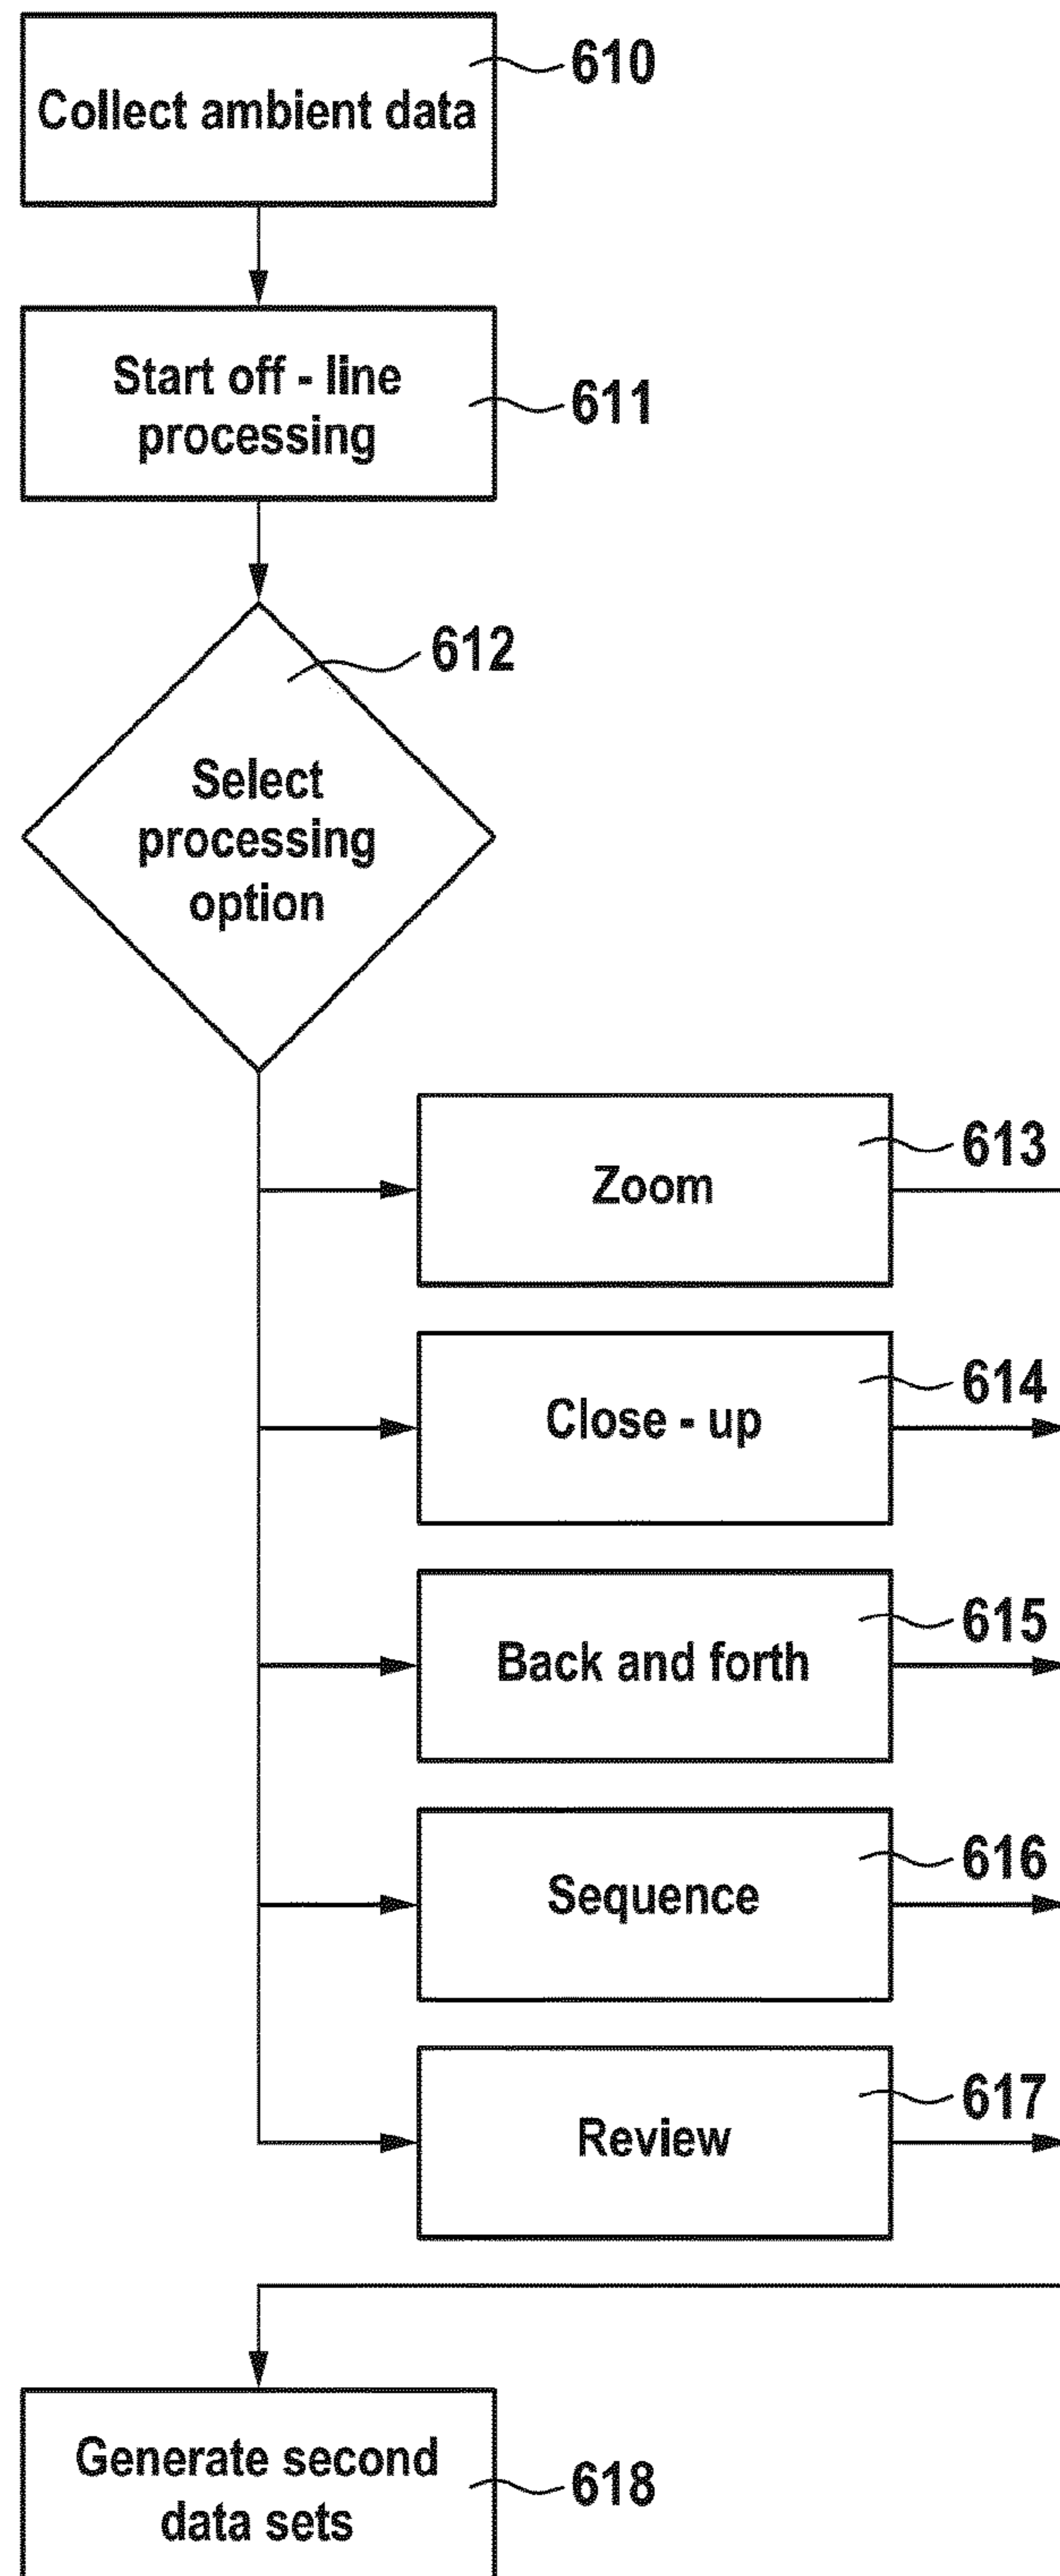 610
Collect ambient data
Start off - line
processing
611
612
Select
processing
option
613
Zoom
614
Close - up
615
Back and forth
616
Sequence
617
Review
Generate second
data sets
618